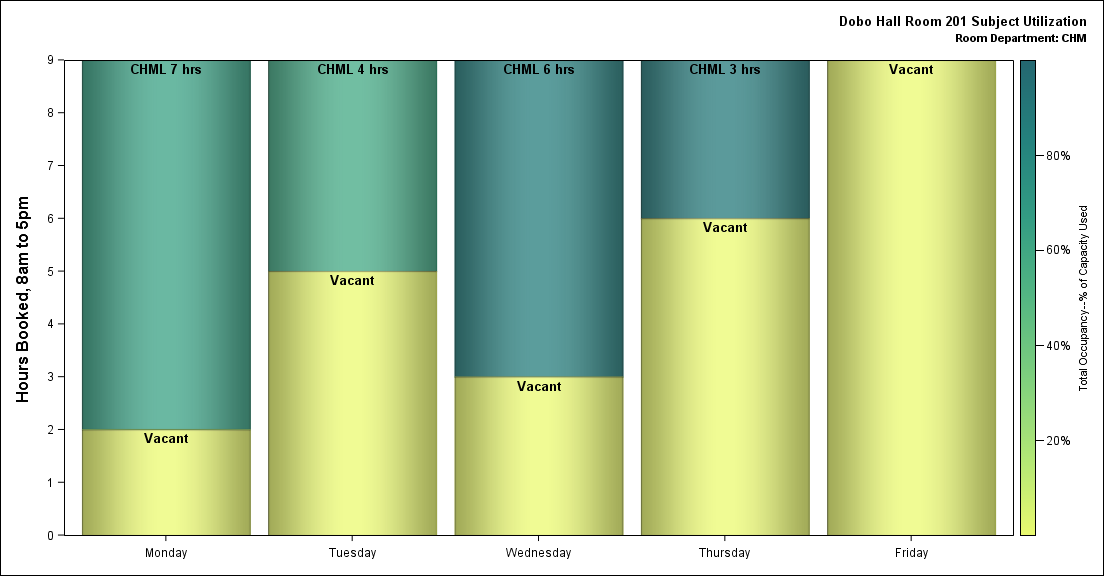 Dobo Hall Room 201 Subject Utilization
Room Department: CHM
Hours Booked, 8am to 5pm
9
8
7
6
5
4
3
2
1
0
CHML 7 hrs
CHML 4 hrs
CHML 6 hrs
CHML 3 hrs
Vacant
Vacant
Vacant
Vacant
Vacant
Monday
Tuesday
Wednesday
Thursday
Friday
80%
60%
40%
20%
Total Occupancy--% of Capacity Used